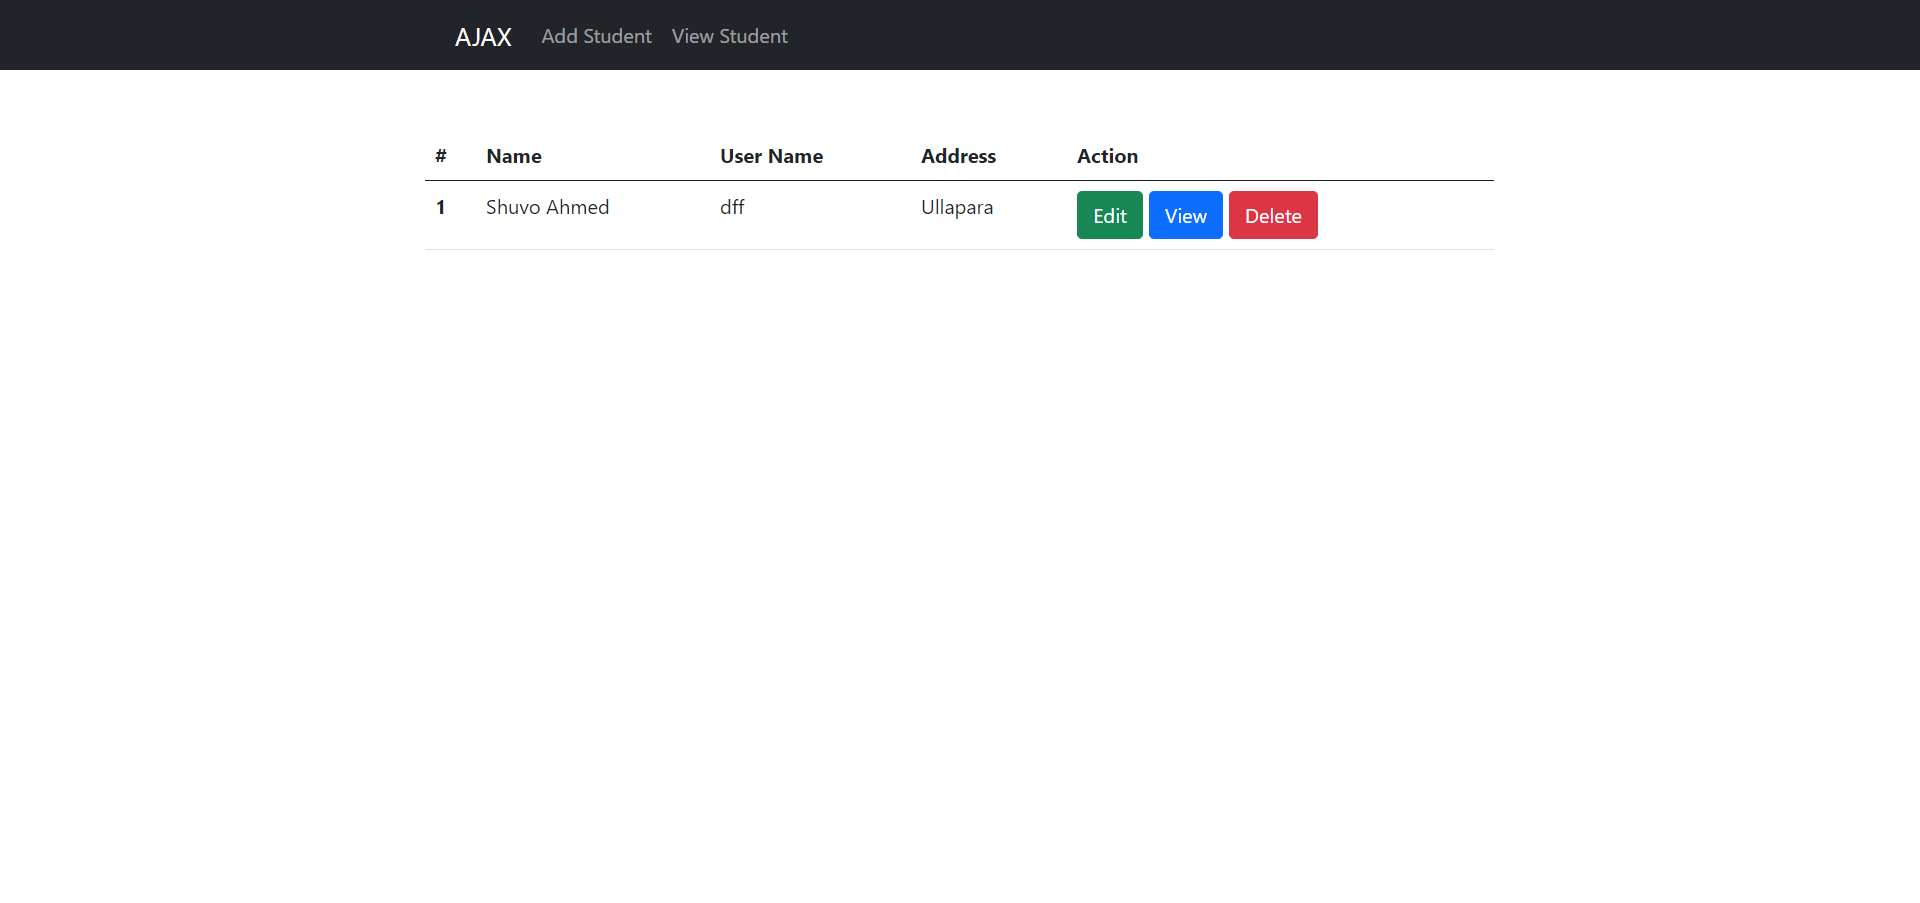 AJAX Add Student View Student
# Name User Name Address Action
1 Shuvo Ahmed dff Ullapara Edit View Delete